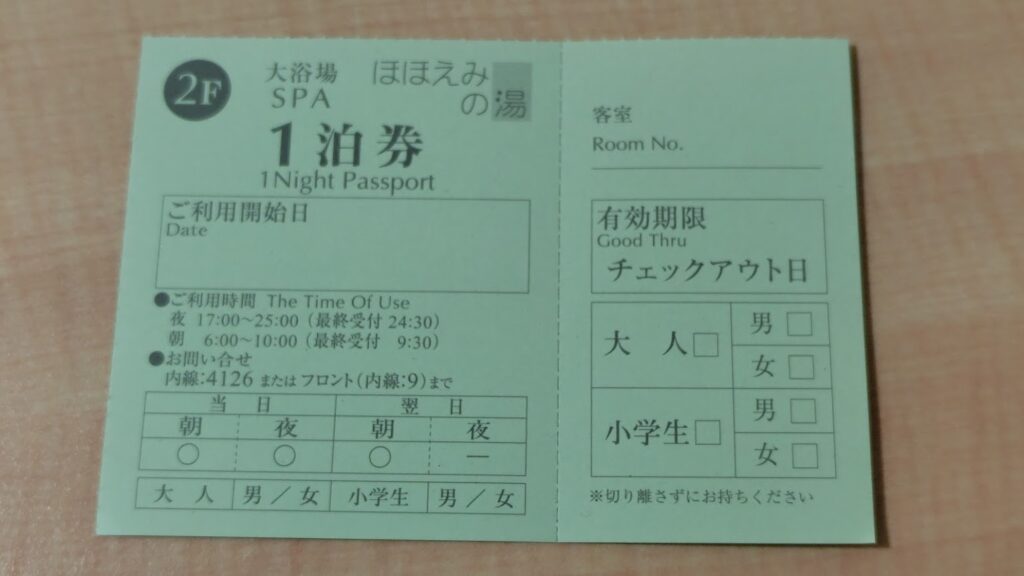 2F
大浴場 ほほえみ
SPA の湯
1泊券
1Night Passport
ご利用開始日
Date
●ご利用時間 The Time Of Use
夜 17:00~25:00 (最終受付 24:30)
朝 6:00~10:00 (最終受付 9:30)
●お問い合せ
内線:4126 または フロント(内線:9)まで
当日 翌日
朝 夜 朝 夜
○ ○ ○ ―
大人 男/女 小学生 男/女
客室
Room No.
有効期限
Good Thru
チェックアウト日
大人□ 男□
女□
小学生□ 男□
女□
※切り離さずにお持ちください